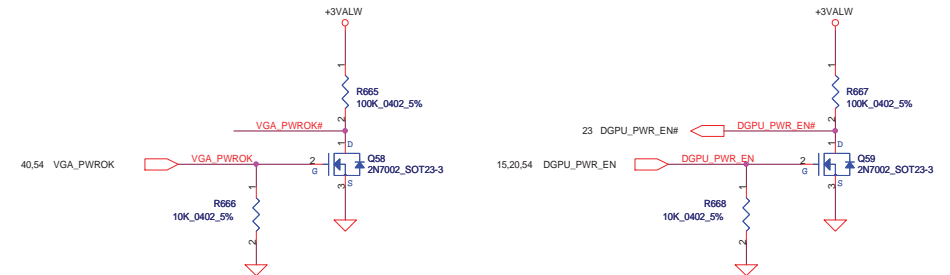 +3VALW
1
R665
100K_0402_5%
2
VGA_PWROK#
1
D
40,54 VGA_PWROK
VGA_PWROK
2
G
Q58
2N7002_SOT23-3
3
S
1
R666
10K_0402_5%
2
+3VALW
1
R667
100K_0402_5%
2
23 DGPU_PWR_EN#
DGPU_PWR_EN#
1
D
15,20,54 DGPU_PWR_EN
DGPU_PWR_EN
2
G
Q59
2N7002_SOT23-3
3
S
1
R668
10K_0402_5%
2